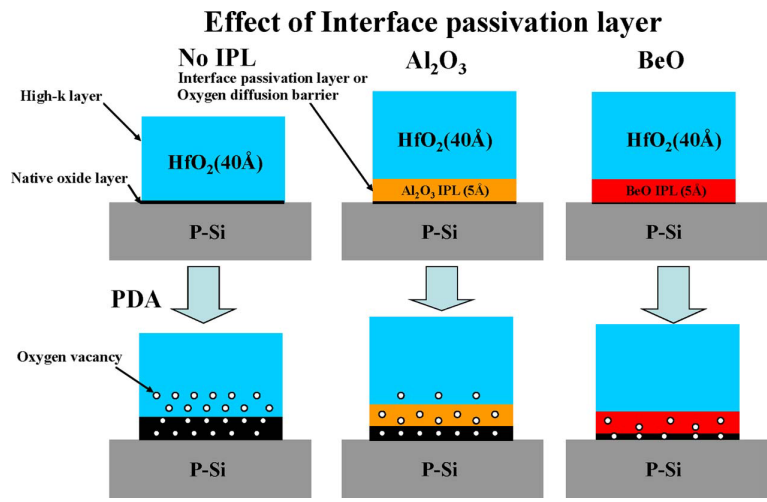 Effect of Interface passivation layer
No IPL
Al₂O₃
BeO
Interface passivation layer or
Oxygen diffusion barrier
High-k layer
HfO₂(40Å)
HfO₂(40Å)
HfO₂(40Å)
Native oxide layer
Al₂O₃ IPL (5Å)
BeO IPL (5Å)
P-Si
P-Si
P-Si
PDA
Oxygen vacancy
P-Si
P-Si
P-Si